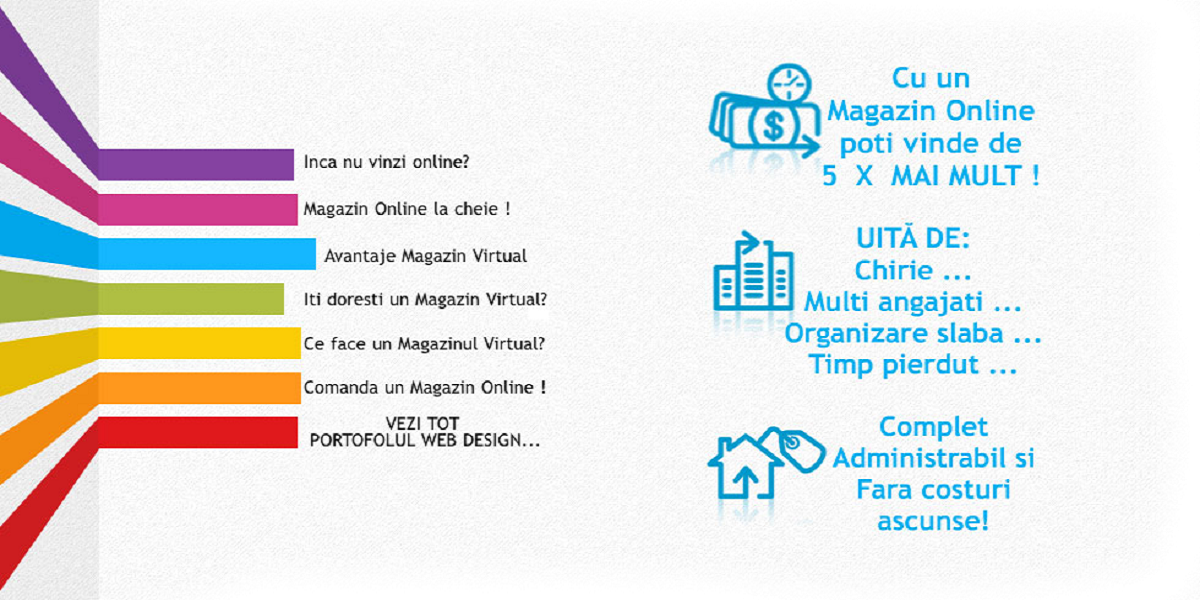 Inca nu vinzi online?
Magazin Online la cheie !
Avantaje Magazin Virtual
Iti doresti un Magazin Virtual?
Ce face un Magazinul Virtual?
Comanda un Magazin Online !
VEZI TOT
PORTOFOLUL WEB DESIGN...
Cu un
Magazin Online
poti vinde de
5 X MAI MULT !
UITĂ DE:
Chirie ...
Multi angajati ...
Organizare slaba ...
Timp pierdut ...
Complet
Administrabil si
Fara costuri
ascunse!